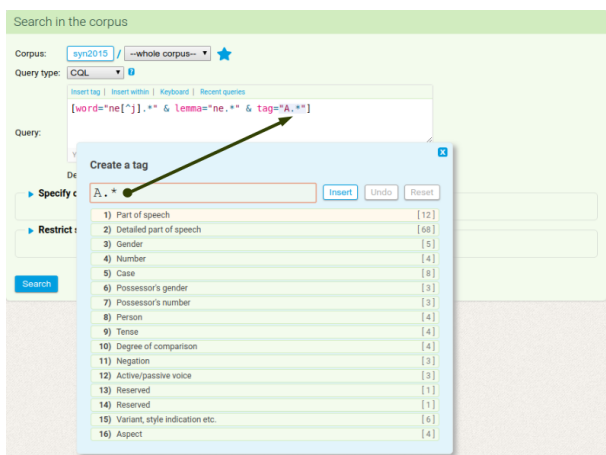 Search in the corpus
Corpus: syn2015 / --whole corpus--
Query type: CQL ?
Insert tag | Insert within | Keyboard | Recent queries
[word="ne[^j].*" & lemma="ne.*" & tag="A.*"]
Query:
x
Create a tag
A.* Insert Undo Reset
Specify
Restrict
Search
1) Part of speech [ 12 ]
2) Detailed part of speech [ 68 ]
3) Gender [ 5 ]
4) Number [ 4 ]
5) Case [ 8 ]
6) Possessor's gender [ 3 ]
7) Possessor's number [ 3 ]
8) Person [ 4 ]
9) Tense [ 4 ]
10) Degree of comparison [ 4 ]
11) Negation [ 3 ]
12) Active/passive voice [ 3 ]
13) Reserved [ 1 ]
14) Reserved [ 1 ]
15) Variant, style indication etc. [ 6 ]
16) Aspect [ 4 ]